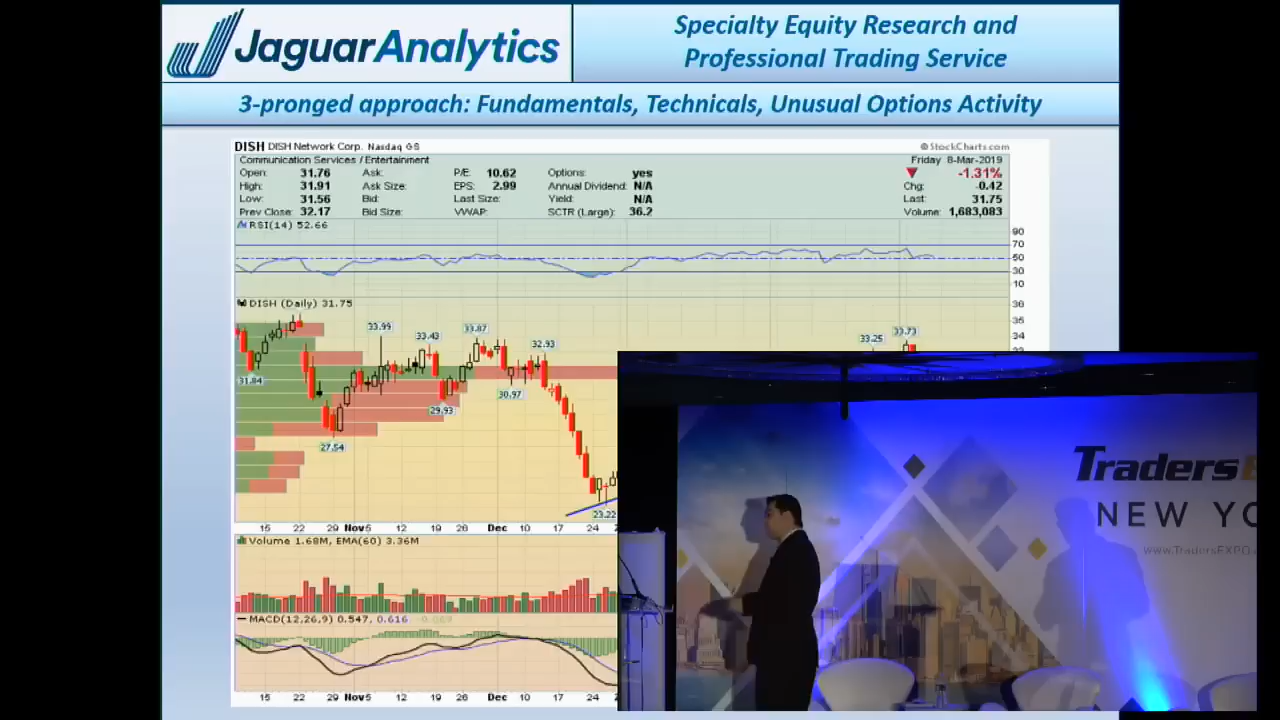 JaguarAnalytics
Specialty Equity Research and
Professional Trading Service
3-pronged approach: Fundamentals, Technicals, Unusual Options Activity
DISH DISH Network Corp. Nasdaq GS
© StockCharts.com
Communication Services / Entertainment
Friday 8-Mar-2019
Open: 31.76 Ask: P/E: 10.62 Options: yes
-1.31%
High: 31.91 Ask Size: EPS: 2.99 Annual Dividend: N/A
Chg: -0.42
Low: 31.56 Bid: Last Size: Yield: N/A
Last: 31.75
Prev Close: 32.17 Bid Size: VWAP: SCTR (Large): 36.2
Volume: 1,683,083
RSI(14) 52.66
90
70
50
30
10
DISH (Daily) 31.75
36
35
34
33.99
33.43
33.87
32.93
33.25
33.73
31.84
30.97
29.93
27.54
23.22
15 22 29 Nov 5 12 19 26 Dec 10 17 24
Volume 1.68M, EMA(60) 3.36M
MACD(12,26,9) 0.547, 0.616, -0.069
15 22 29 Nov 5 12 19 26 Dec 10 17 24
Traders
NEW YO
www.TradersEXPO.